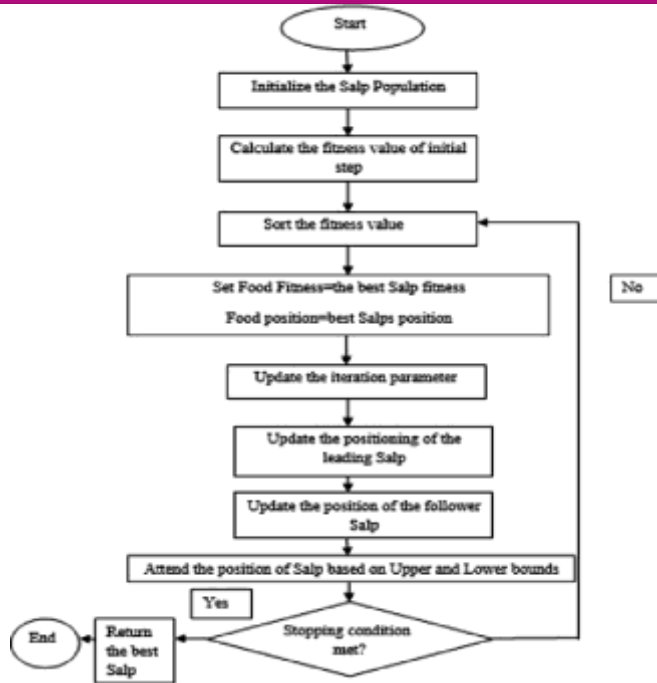 Start
Initialize the Salp Population
Calculate the fitness value of initial
step
Sort the fitness value
Set Food Fitness=the best Salp fitness
Food position=best Salps position
No
Update the iteration parameter
Update the positioning of the
leading Salp
Update the position of the follower
Salp
Attend the position of Salp based on Upper and Lower bounds
Yes
Stopping condition
met?
Return
the best
Salp
End